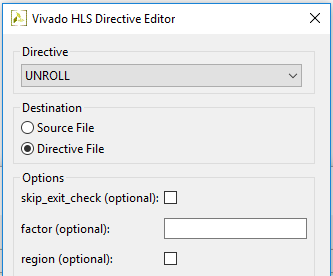 Vivado HLS Directive Editor
Directive
UNROLL
Destination
Source File
Directive File
Options
skip_exit_check (optional):
factor (optional):
region (optional):